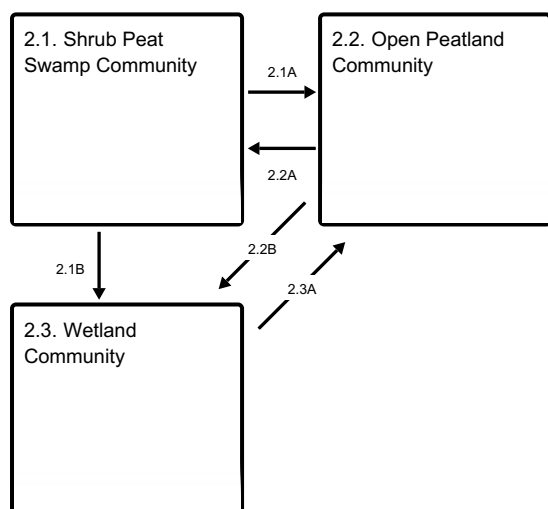 2.1. Shrub Peat
Swamp Community
2.2. Open Peatland
Community
2.1A
2.2A
2.2B
2.1B
2.3A
2.3. Wetland
Community